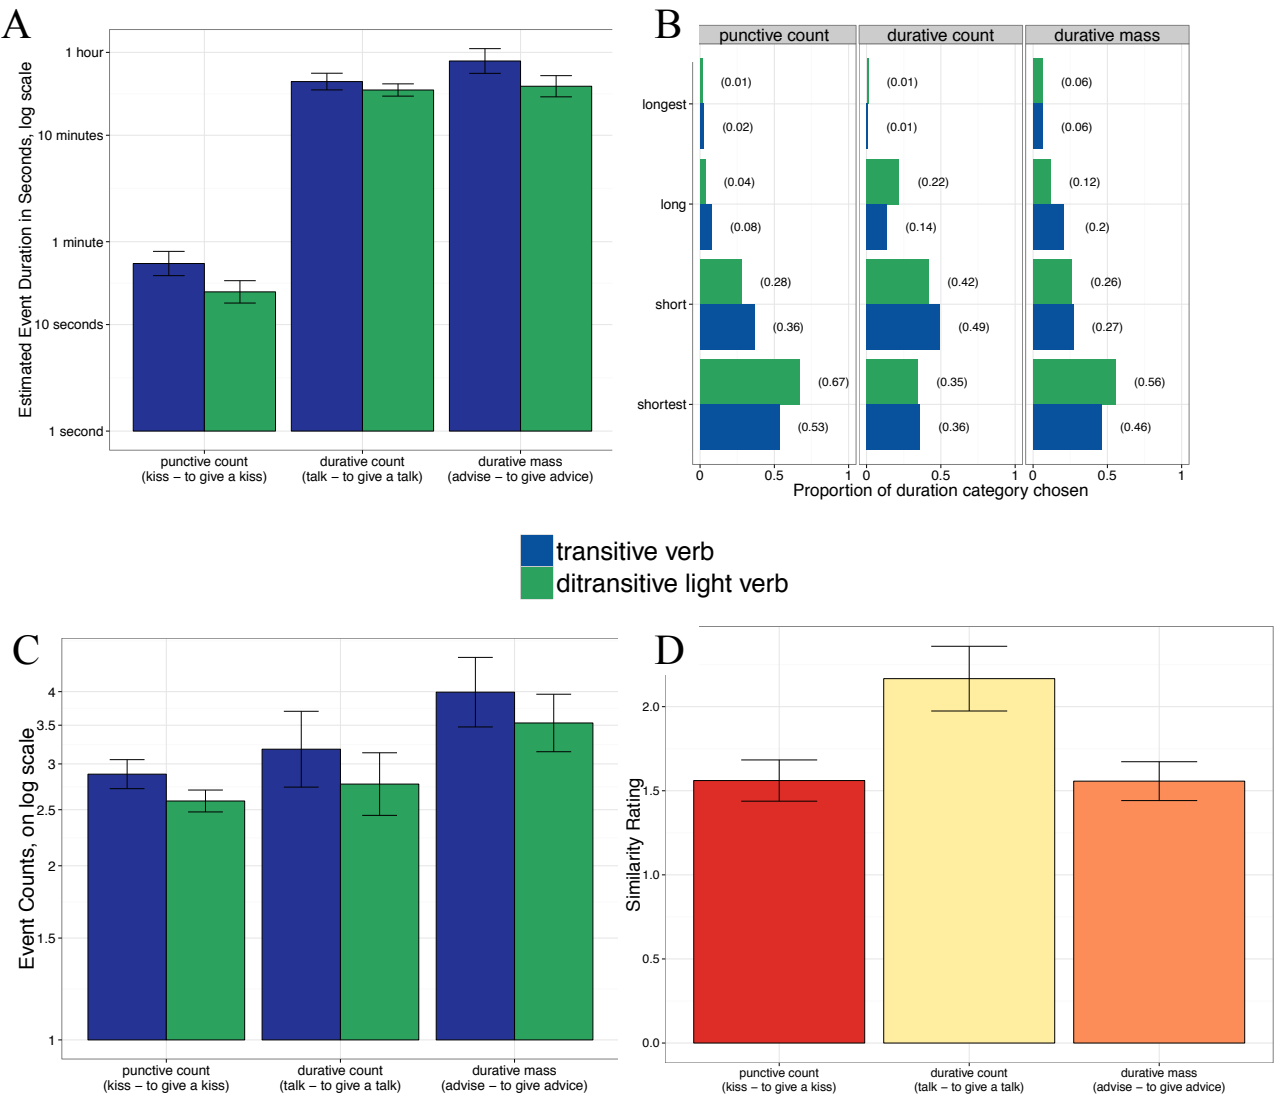 A
Estimated Event Duration in Seconds, log scale
1 hour
10 minutes
1 minute
10 seconds
1 second
punctive count
(kiss − to give a kiss)
durative count
(talk − to give a talk)
durative mass
(advise − to give advice)
B
punctive count
durative count
durative mass
longest
(0.01)
(0.01)
(0.06)
(0.02)
(0.01)
(0.06)
long
(0.04)
(0.22)
(0.12)
(0.08)
(0.14)
(0.2)
short
(0.28)
(0.42)
(0.26)
(0.36)
(0.49)
(0.27)
shortest
(0.67)
(0.35)
(0.56)
(0.53)
(0.36)
(0.46)
0 0.5 1
0 0.5 1
0 0.5 1
Proportion of duration category chosen
transitive verb
ditransitive light verb
C
Event Counts, on log scale
4
3.5
3
2.5
2
1.5
1
punctive count
(kiss − to give a kiss)
durative count
(talk − to give a talk)
durative mass
(advise − to give advice)
D
Similarity Rating
2.0
1.5
1.0
0.5
0.0
punctive count
(kiss − to give a kiss)
durative count
(talk − to give a talk)
durative mass
(advise − to give advice)